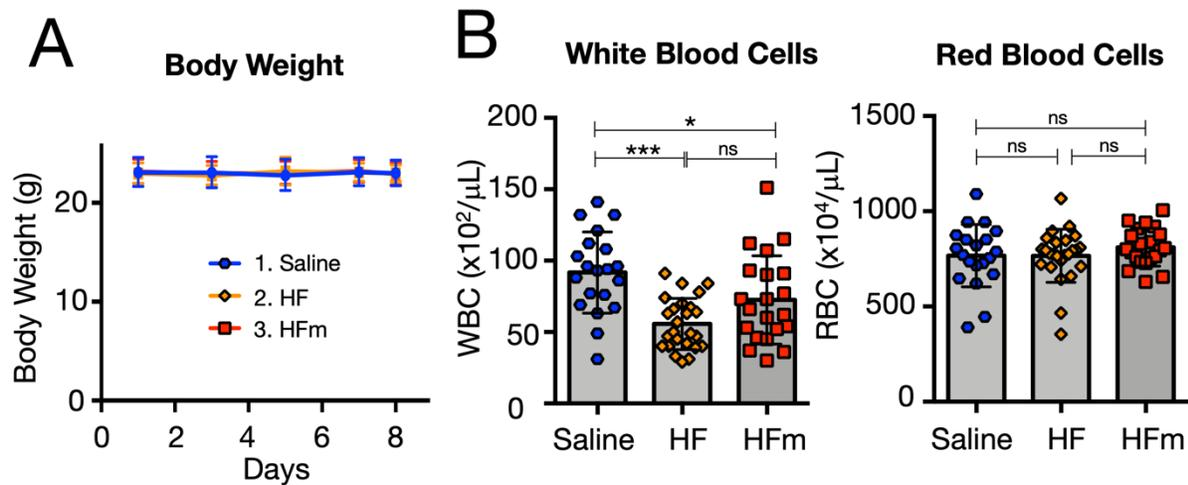 A
Body Weight
Body Weight (g)
20
10
0
0 2 4 6 8
Days
1. Saline
2. HF
3. HFm
B
White Blood Cells
WBC (x10²/μL)
200
150
100
50
0
*
***
ns
Saline HF HFm
Red Blood Cells
RBC (x10⁴/μL)
1500
1000
500
0
ns
ns
ns
Saline HF HFm